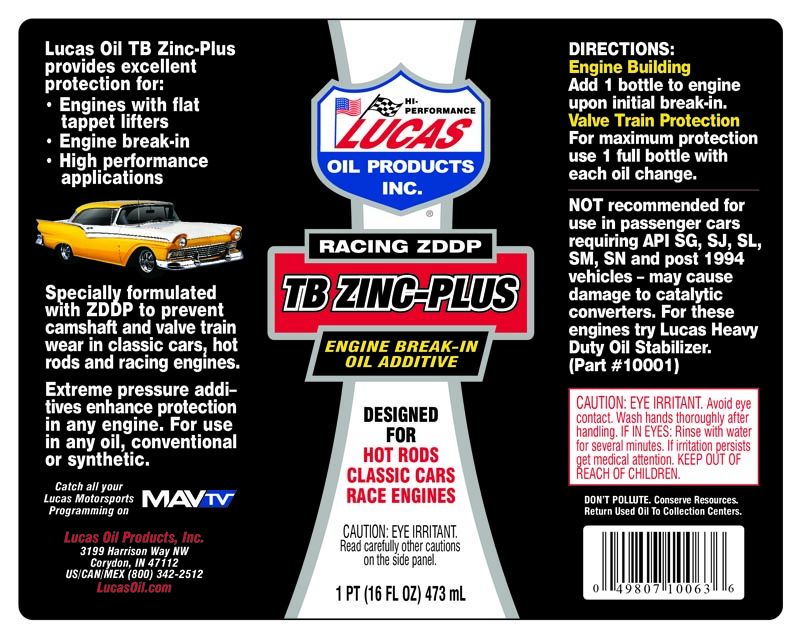 Lucas Oil TB Zinc-Plus
provides excellent
protection for:
• Engines with flat
tappet lifters
• Engine break-in
• High performance
applications
Specially formulated
with ZDDP to prevent
camshaft and valve train
wear in classic cars, hot
rods and racing engines.
Extreme pressure addi–
tives enhance protection
in any engine. For use
in any oil, conventional
or synthetic.
Catch all your
Lucas Motorsports
Programming on
MAVTV
Lucas Oil Products, Inc.
3199 Harrison Way NW
Corydon, IN 47112
US/CAN/MEX (800) 342-2512
LucasOil.com
HI-
PERFORMANCE
LUCAS
OIL PRODUCTS
INC.
®
RACING ZDDP
TB ZINC-PLUS
ENGINE BREAK-IN
OIL ADDITIVE
DESIGNED
FOR
HOT RODS
CLASSIC CARS
RACE ENGINES
CAUTION: EYE IRRITANT.
Read carefully other cautions
on the side panel.
1 PT (16 FL OZ) 473 mL
DIRECTIONS:
Engine Building
Add 1 bottle to engine
upon initial break-in.
Valve Train Protection
For maximum protection
use 1 full bottle with
each oil change.
NOT recommended for
use in passenger cars
requiring API SG, SJ, SL,
SM, SN and post 1994
vehicles – may cause
damage to catalytic
converters. For these
engines try Lucas Heavy
Duty Oil Stabilizer.
(Part #10001)
CAUTION: EYE IRRITANT. Avoid eye
contact. Wash hands thoroughly after
handling. IF IN EYES: Rinse with water
for several minutes. If irritation persists
get medical attention. KEEP OUT OF
REACH OF CHILDREN.
DON'T POLLUTE. Conserve Resources.
Return Used Oil To Collection Centers.
0 49807 10063 6